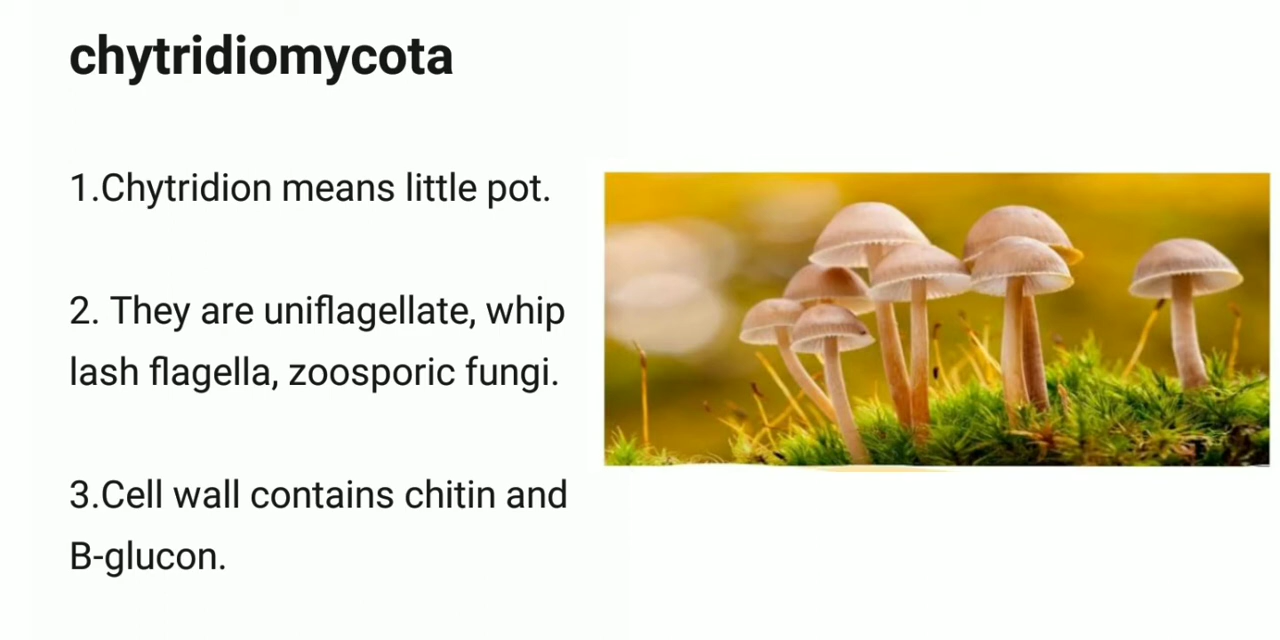 chytridiomycota
1.Chytridion means little pot.
2. They are uniflagellate, whip
lash flagella, zoosporic fungi.
3.Cell wall contains chitin and
B-glucon.